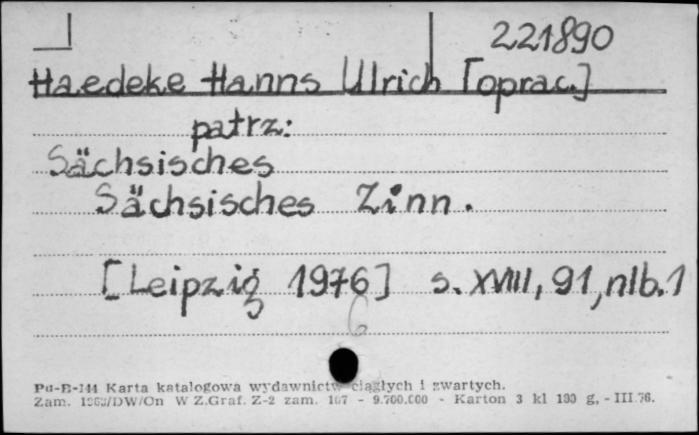 221890
Haedeke Hanns Ulrich [oprac.]
patrz:
Sächsisches
Sächsisches Zinn.
[Leipzig 1976] s. XVIII, 91, nlb. 1
6
Pu-B-144 Karta katalogowa wydawnictw ciągłych i zwartych.
Zam. /DW/On W Z.Graf. Z-2 zam. 167 - 9.700.000 - Karton 3 kl 190 g. - III 76.